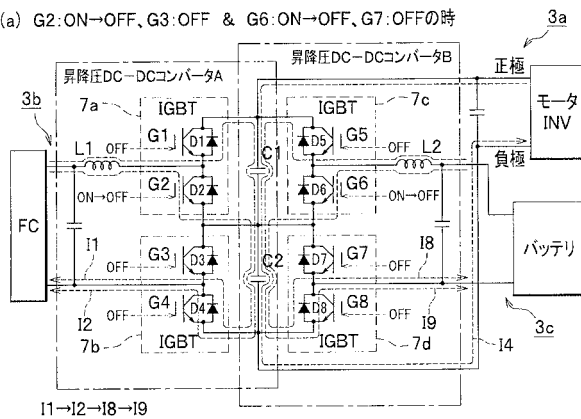 (a) G2:ON→OFF、G3:OFF & G6:ON→OFF、G7:OFFの時
3a
昇降圧DC-DCコンバータA
昇降圧DC-DCコンバータB
正極
モータ
INV
負極
3b
7a
IGBT
IGBT
7c
L1
G1
D1
OFF
C1
D5
G5
OFF
L2
G2
D2
ON→OFF
D6
G6
ON→OFF
FC
バッテリ
G3
D3
OFF
C2
D7
G7
OFF
I8
I1
I2
G4
D4
OFF
D8
G8
OFF
I9
3c
IGBT
7b
IGBT
7d
I4
I1→I2→I8→I9